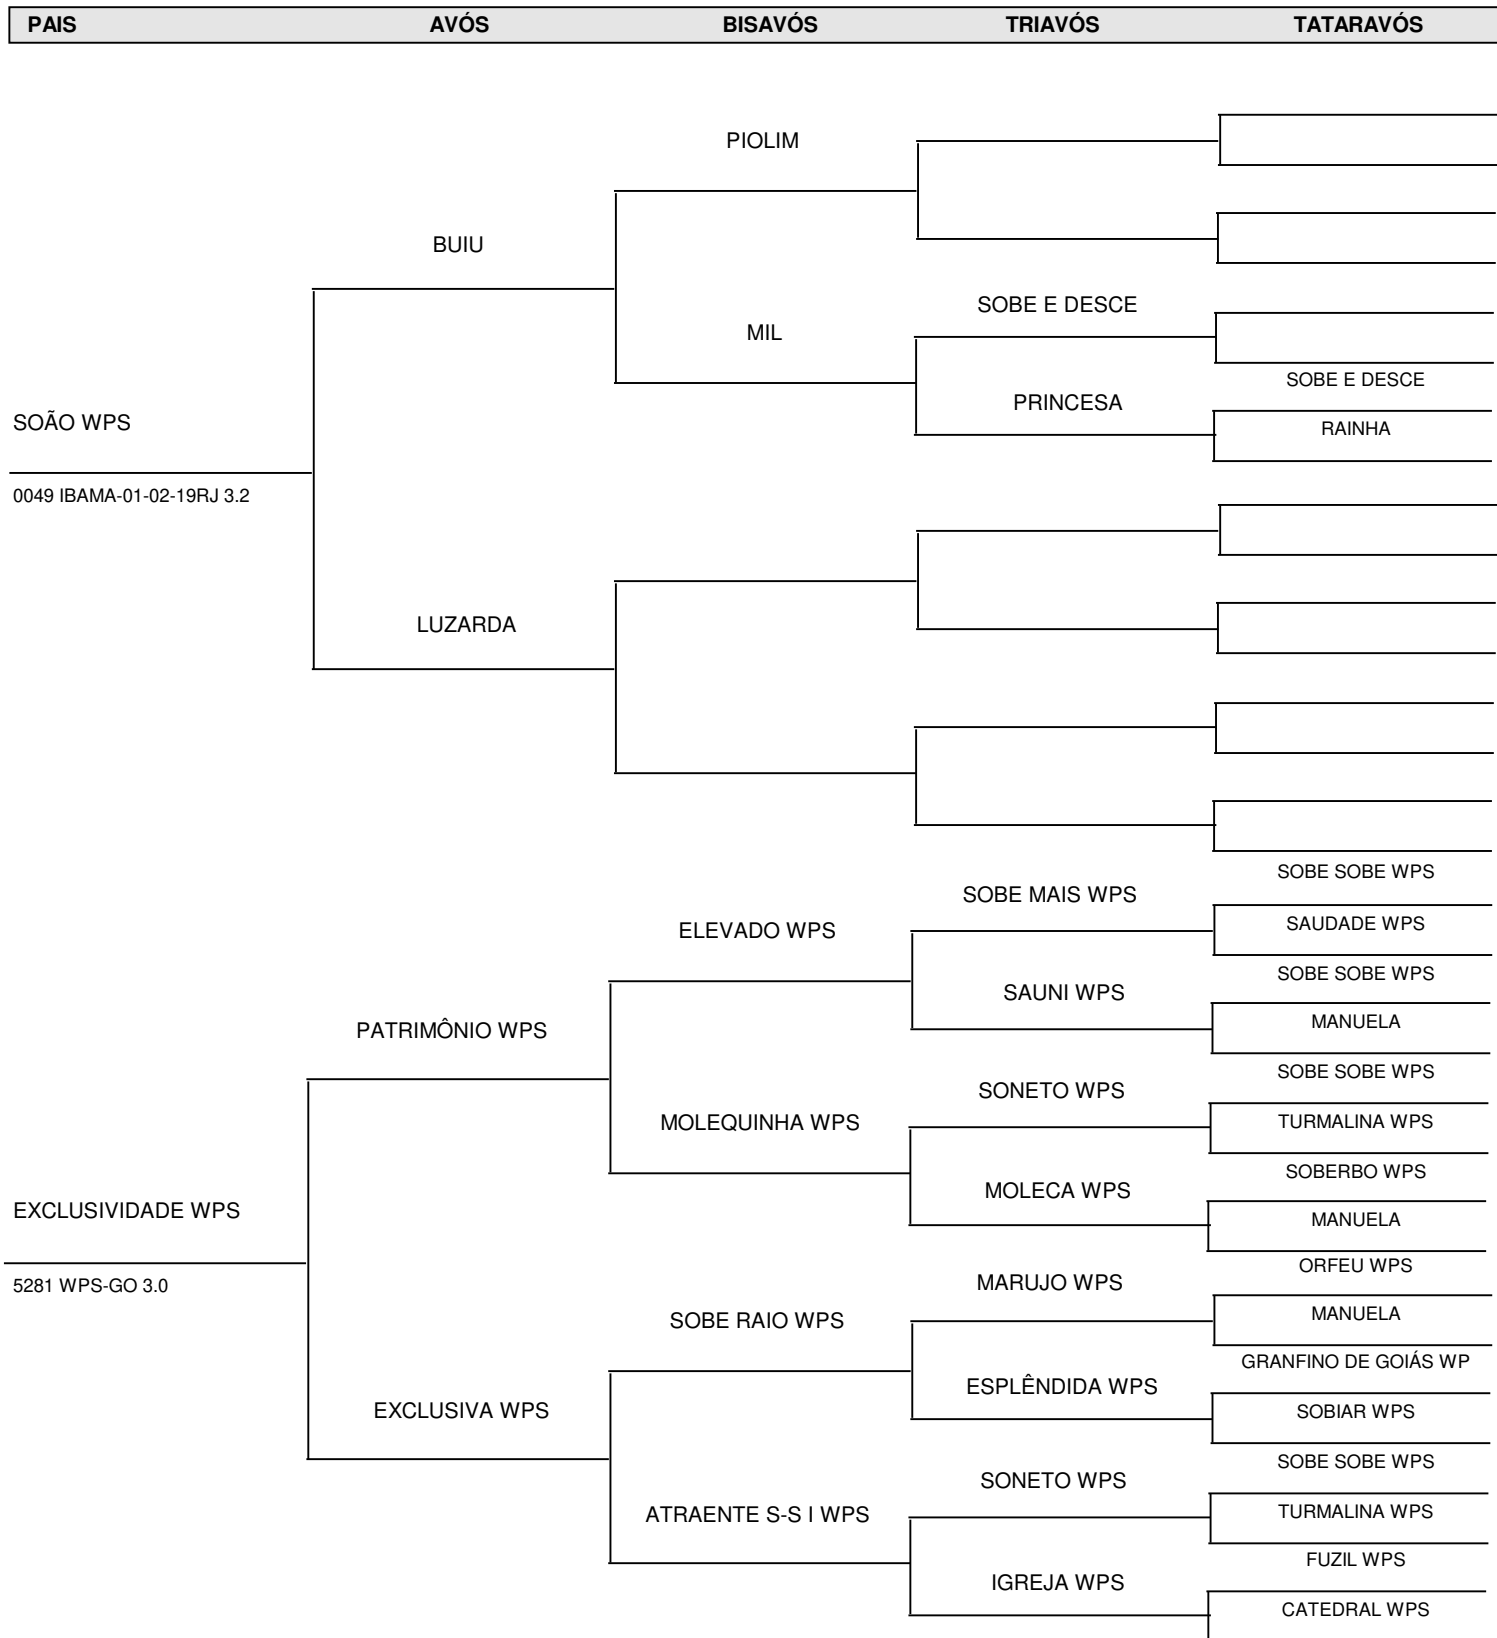 PAIS AVÓS BISAVÓS TRIAVÓS TATARAVÓS
PIOLIM
BUIU
SOBE E DESCE
MIL
SOBE E DESCE
PRINCESA
SOÃO WPS
RAINHA
0049 IBAMA-01-02-19RJ 3.2
LUZARDA
SOBE SOBE WPS
SOBE MAIS WPS
SAUDADE WPS
ELEVADO WPS
SOBE SOBE WPS
SAUNI WPS
MANUELA
PATRIMÔNIO WPS
SOBE SOBE WPS
SONETO WPS
TURMALINA WPS
MOLEQUINHA WPS
SOBERBO WPS
MOLECA WPS
EXCLUSIVIDADE WPS
MANUELA
ORFEU WPS
5281 WPS-GO 3.0
MARUJO WPS
MANUELA
SOBE RAIO WPS
GRANFINO DE GOIÁS WP
ESPLÊNDIDA WPS
EXCLUSIVA WPS
SOBIAR WPS
SOBE SOBE WPS
SONETO WPS
TURMALINA WPS
ATRAENTE S-S I WPS
FUZIL WPS
IGREJA WPS
CATEDRAL WPS